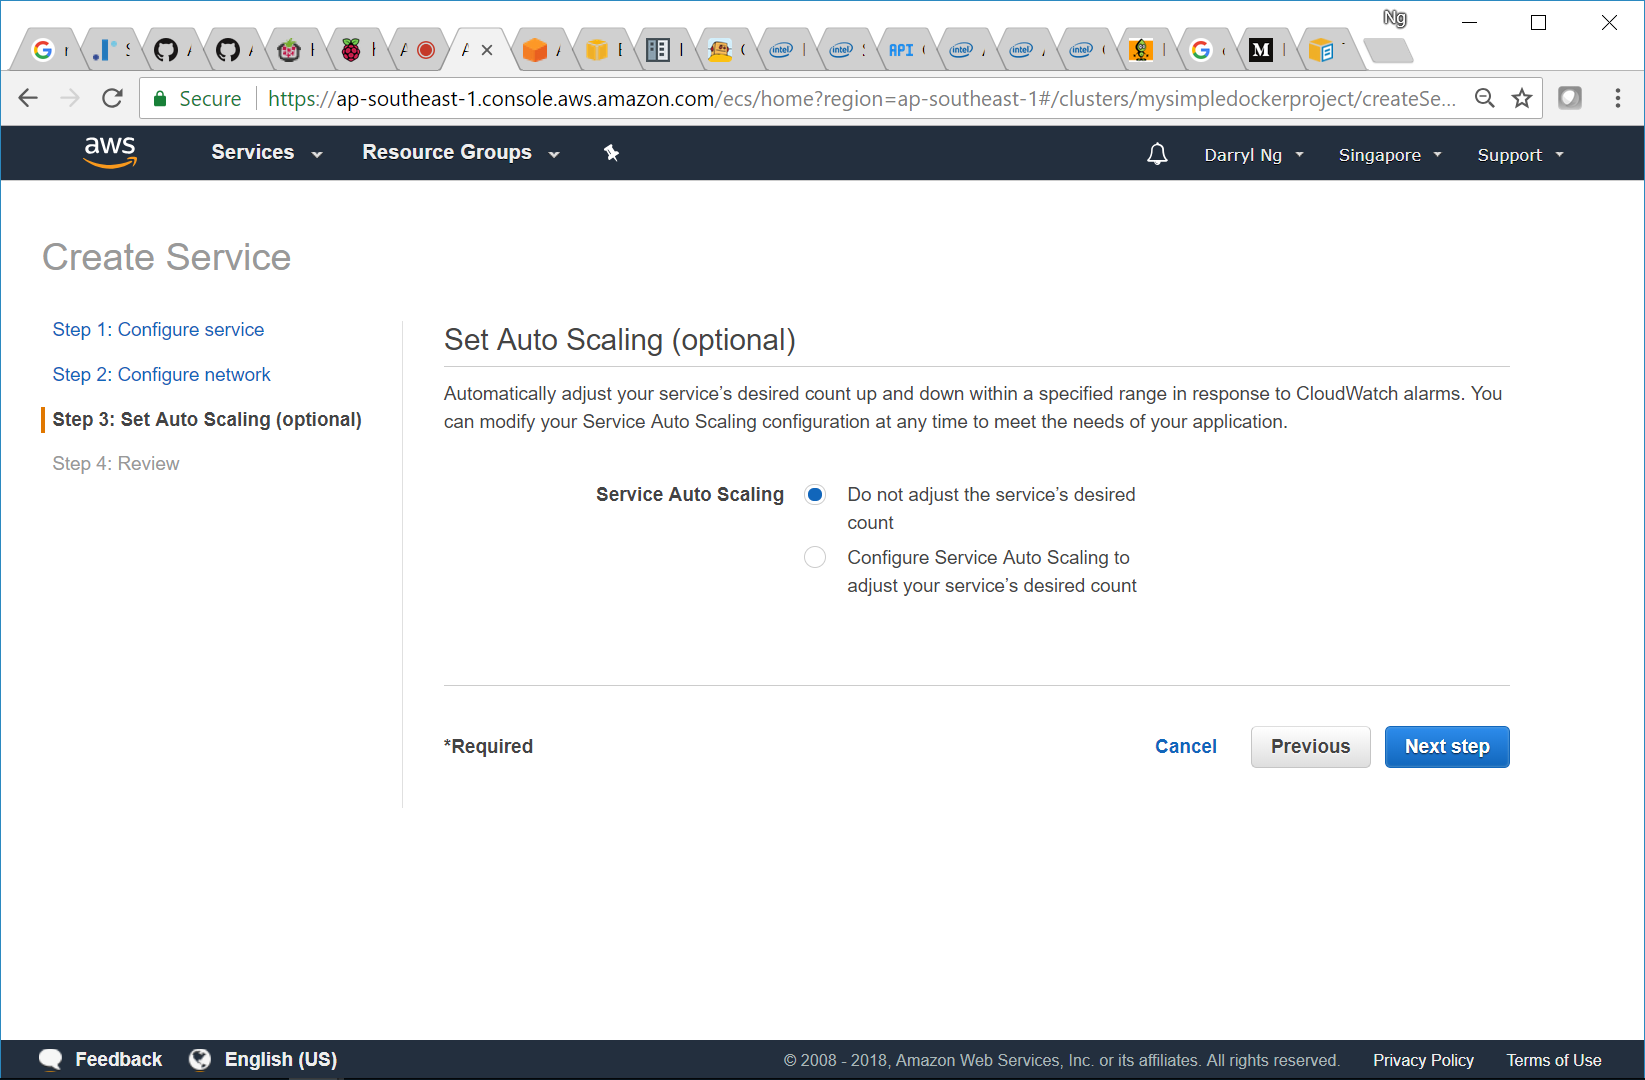 Ng
API
M
Secure
https://ap-southeast-1.console.aws.amazon.com/ecs/home?region=ap-southeast-1#/clusters/mysimpledockerproject/createSe...
aws Services Resource Groups Darryl Ng Singapore Support
Create Service
Step 1: Configure service
Step 2: Configure network
Step 3: Set Auto Scaling (optional)
Step 4: Review
Set Auto Scaling (optional)
Automatically adjust your service’s desired count up and down within a specified range in response to CloudWatch alarms. You
can modify your Service Auto Scaling configuration at any time to meet the needs of your application.
Service Auto Scaling
Do not adjust the service’s desired
count
Configure Service Auto Scaling to
adjust your service’s desired count
*Required Cancel Previous Next step
Feedback English (US) © 2008 - 2018, Amazon Web Services, Inc. or its affiliates. All rights reserved. Privacy Policy Terms of Use